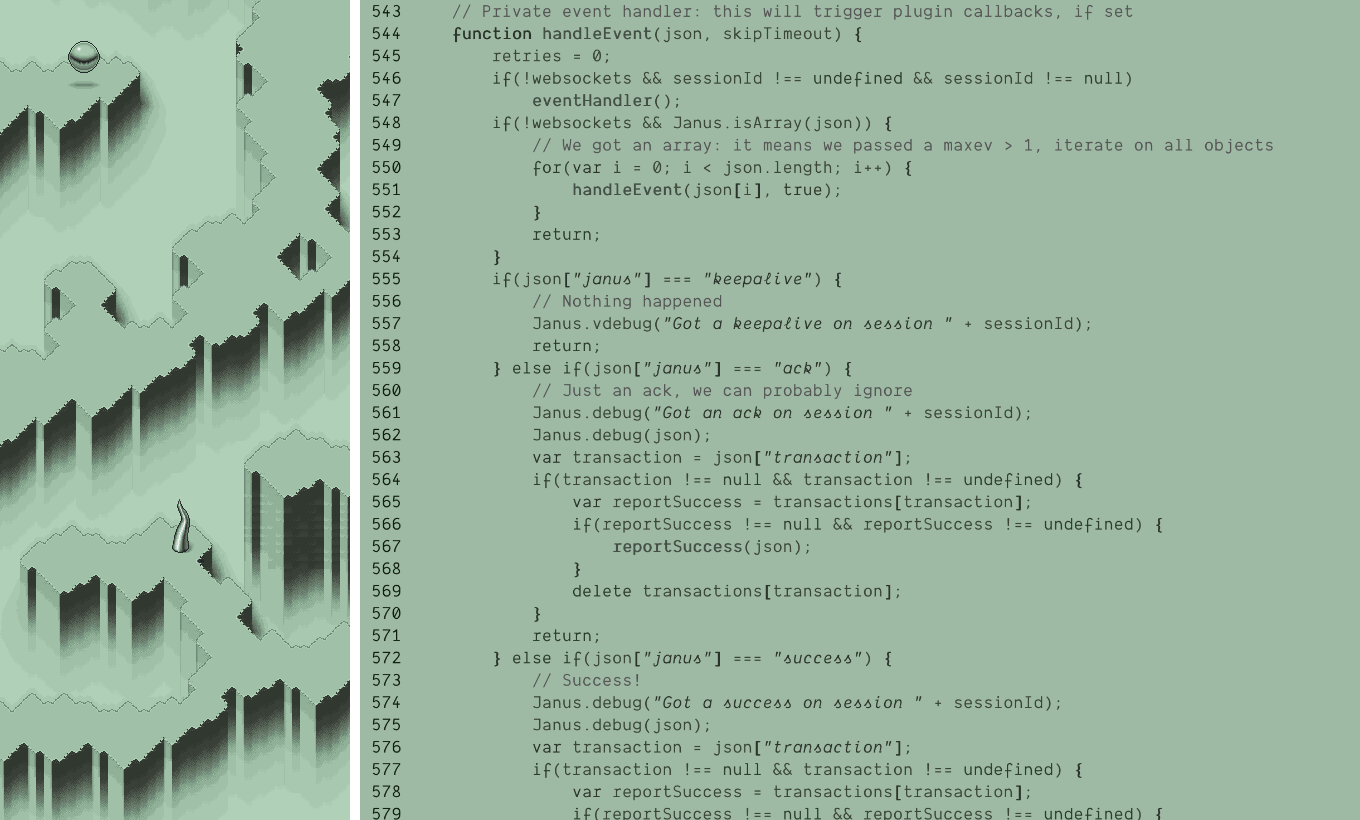 543 // Private event handler: this will trigger plugin callbacks, if set
544 function handleEvent(json, skipTimeout) {
545 retries = 0;
546 if(!websockets && sessionId !== undefined && sessionId !== null)
547 eventHandler();
548 if(!websockets && Janus.isArray(json)) {
549 // We got an array: it means we passed a maxev > 1, iterate on all objects
550 for(var i = 0; i < json.length; i++) {
551 handleEvent(json[i], true);
552 }
553 return;
554 }
555 if(json["janus"] === "keepalive") {
556 // Nothing happened
557 Janus.vdebug("Got a keepalive on session " + sessionId);
558 return;
559 } else if(json["janus"] === "ack") {
560 // Just an ack, we can probably ignore
561 Janus.debug("Got an ack on session " + sessionId);
562 Janus.debug(json);
563 var transaction = json["transaction"];
564 if(transaction !== null && transaction !== undefined) {
565 var reportSuccess = transactions[transaction];
566 if(reportSuccess !== null && reportSuccess !== undefined) {
567 reportSuccess(json);
568 }
569 delete transactions[transaction];
570 }
571 return;
572 } else if(json["janus"] === "success") {
573 // Success!
574 Janus.debug("Got a success on session " + sessionId);
575 Janus.debug(json);
576 var transaction = json["transaction"];
577 if(transaction !== null && transaction !== undefined) {
578 var reportSuccess = transactions[transaction];
579 if(reportSuccess !== null && reportSuccess !== undefined) {